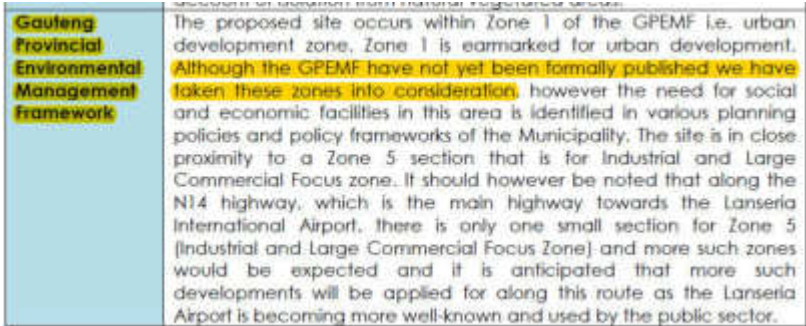 Gauteng
Provincial
Environmental
Management
Framework
account of isolation from natural vegetated areas.
The proposed site occurs within Zone 1 of the GPEMF i.e. urban
development zone. Zone 1 is earmarked for urban development.
Although the GPEMF have not yet been formally published we have
taken these zones into consideration, however the need for social
and economic facilities in this area is identified in various planning
policies and policy frameworks of the Municipality. The site is in close
proximity to a Zone 5 section that is for Industrial and Large
Commercial Focus zone. It should however be noted that along the
N14 highway, which is the main highway towards the Lanseria
International Airport, there is only one small section for Zone 5
(Industrial and Large Commercial Focus Zone) and more such zones
would be expected and it is anticipated that more such
developments will be applied for along this route as the Lanseria
Airport is becoming more well-known and used by the public sector.